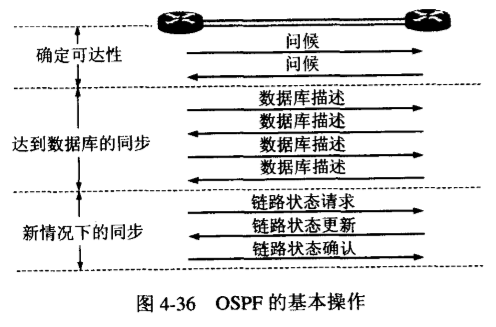 确定可达性
问候
问候
达到数据库的同步
数据库描述
数据库描述
数据库描述
数据库描述
新情况下的同步
链路状态请求
链路状态更新
链路状态确认
图 4-36 OSPF 的基本操作